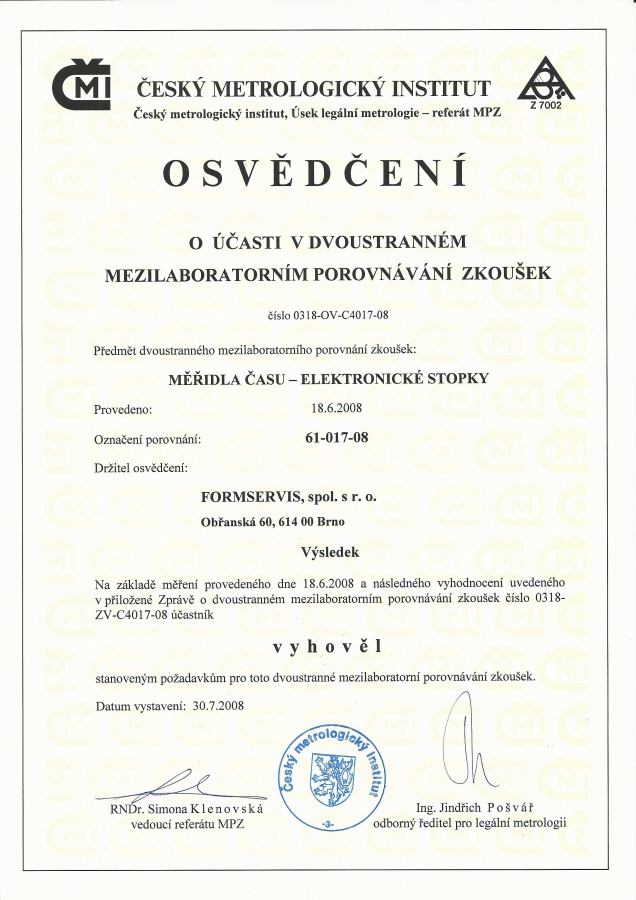 ČMI
ČESKÝ METROLOGICKÝ INSTITUT
Český metrologický institut, Úsek legální metrologie – referát MPZ
Z 7002
OSVĚDČENÍ
O ÚČASTI V DVOUSTRANNÉM
MEZILABORATORNÍM POROVNÁVÁNÍ ZKOUŠEK
číslo 0318-OV-C4017-08
Předmět dvoustranného mezilaboratorního porovnání zkoušek:
MĚŘIDLA ČASU – ELEKTRONICKÉ STOPKY
Provedeno: 18.6.2008
Označení porovnání: 61-017-08
Držitel osvědčení:
FORMSERVIS, spol. s r. o.
Obřanská 60, 614 00 Brno
Výsledek
Na základě měření provedeného dne 18.6.2008 a následného vyhodnocení uvedeného
v přiložené Zprávě o dvoustranném mezilaboratorním porovnávání zkoušek číslo 0318-
ZV-C4017-08 účastník
vyhověl
stanoveným požadavkům pro toto dvoustranné mezilaboratorní porovnávání zkoušek.
Datum vystavení: 30.7.2008
Český metrologický institut
-3-
RNDr. Simona Klenovská
vedoucí referátu MPZ
Ing. Jindřich Pošvář
odborný ředitel pro legální metrologii